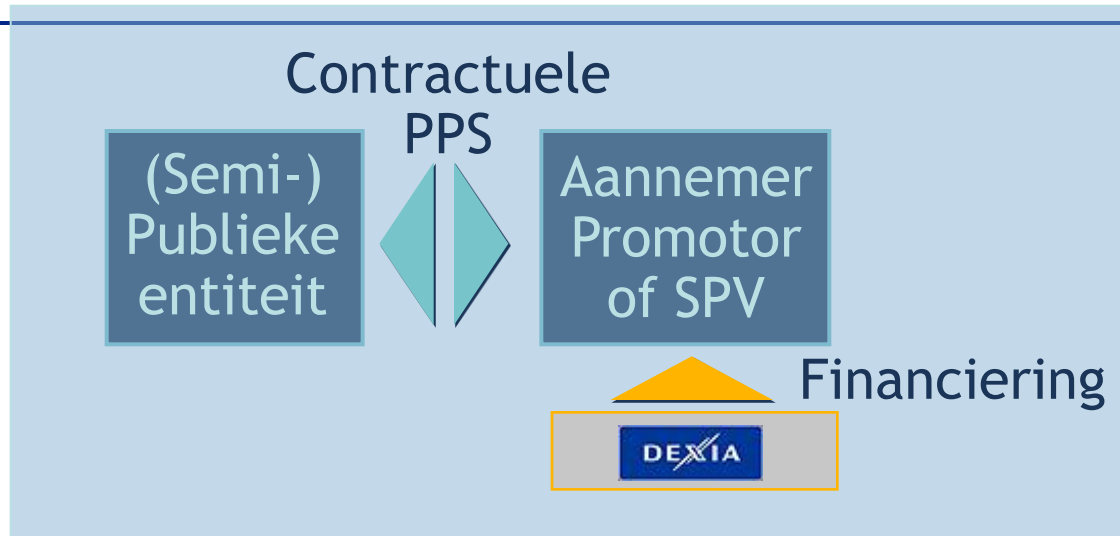 Contractuele
PPS
(Semi-)
Publieke
entiteit
Aannemer
Promotor
of SPV
Financiering
DEXIA